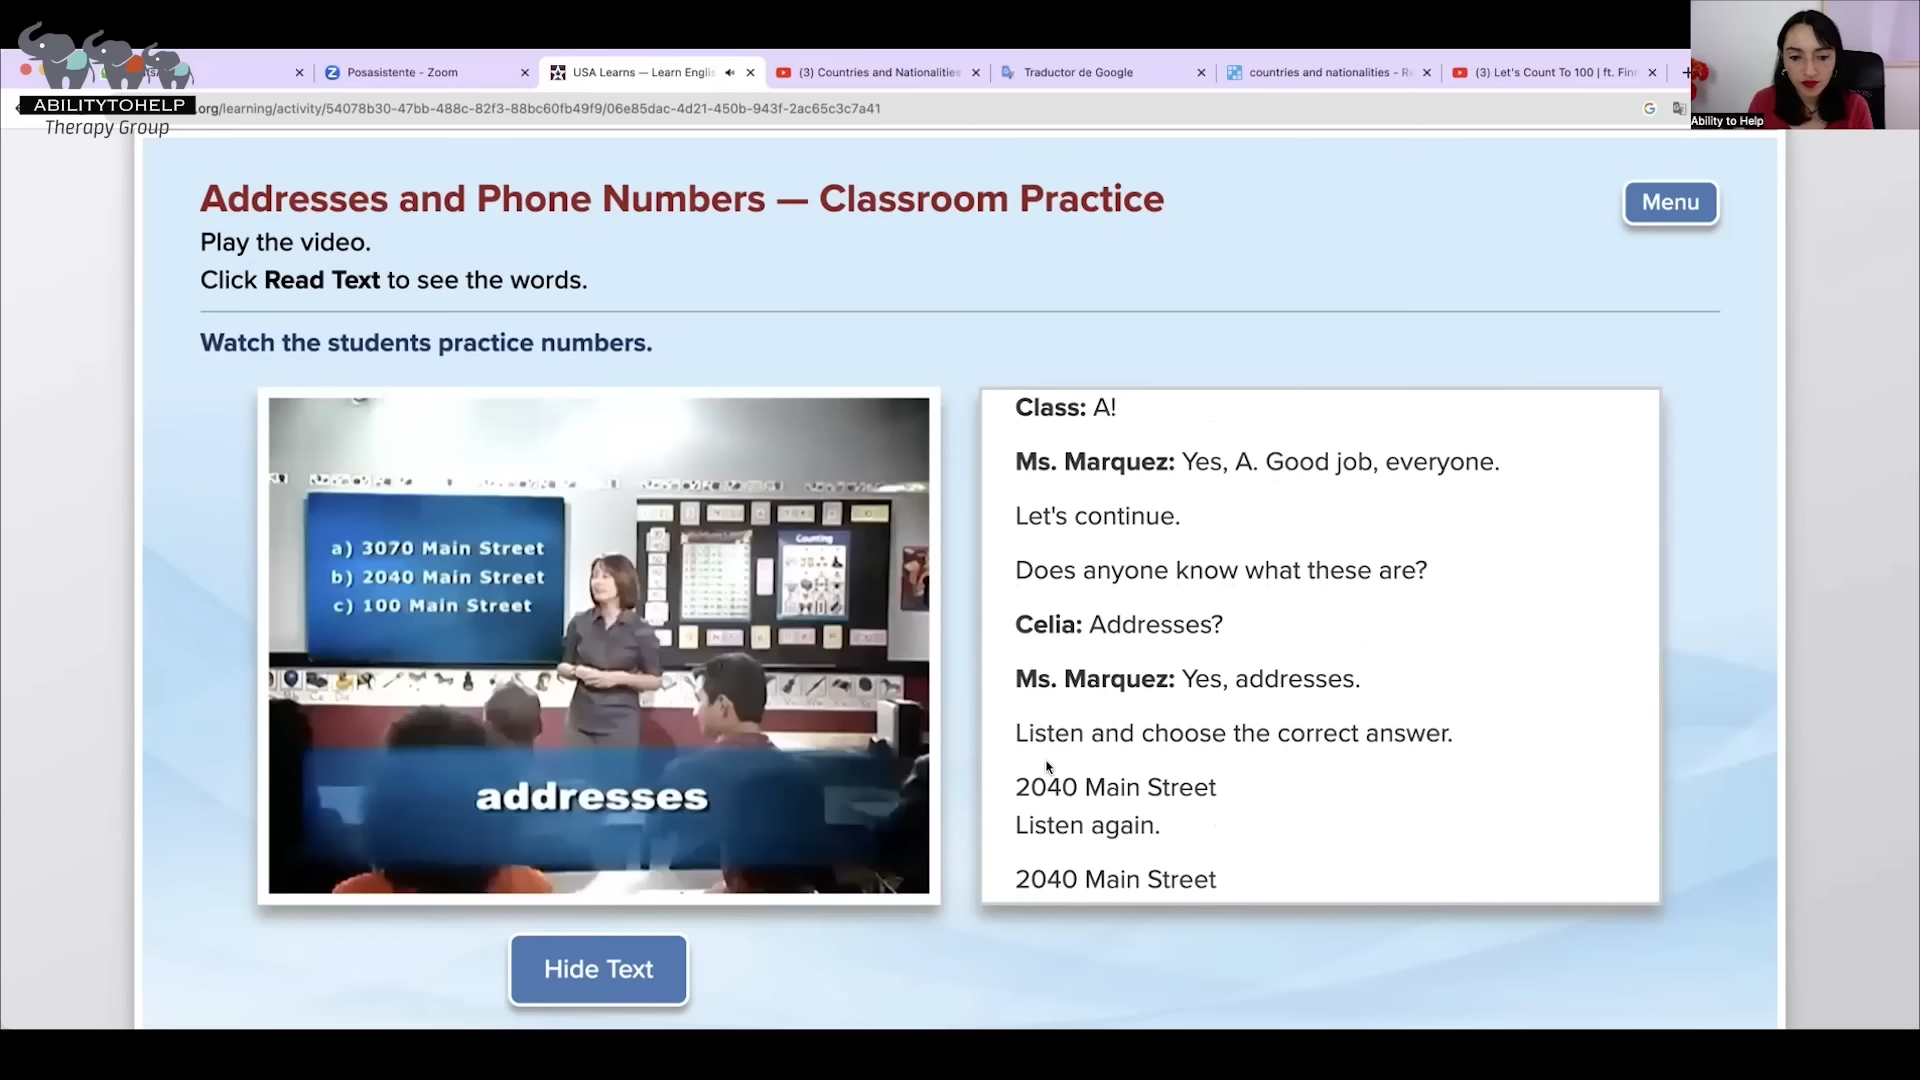 ABILITYTOHELP
Therapy Group
Posasistente - Zoom
USA Learns — Learn Englis
(3) Countries and Nationalities
Traductor de Google
countries and nationalities - R
(3) Let's Count To 100 | ft. Finn
Ability to Help
.org/learning/activity/54078b30-47bb-488c-82f3-88bc60fb49f9/06e85dac-4d21-450b-943f-2ac65c3c7a41
Addresses and Phone Numbers — Classroom Practice
Menu
Play the video.
Click Read Text to see the words.
Watch the students practice numbers.
a) 3070 Main Street
b) 2040 Main Street
c) 100 Main Street
Counting
addresses
Class: A!
Ms. Marquez: Yes, A. Good job, everyone.
Let's continue.
Does anyone know what these are?
Celia: Addresses?
Ms. Marquez: Yes, addresses.
Listen and choose the correct answer.
2040 Main Street
Listen again.
2040 Main Street
Hide Text